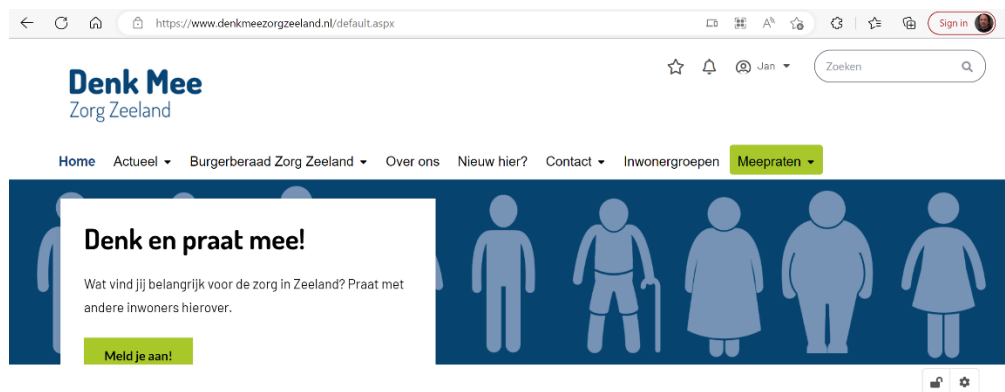 https://www.denkmeezorgzeeland.nl/default.aspx
Sign in
Denk Mee
Zorg Zeeland
Jan
Zoeken
Home Actueel Burgerberaad Zorg Zeeland Over ons Nieuw hier? Contact Inwonergroepen Meepraten
Denk en praat mee!
Wat vind jij belangrijk voor de zorg in Zeeland? Praat met
andere inwoners hierover.
Meld je aan!